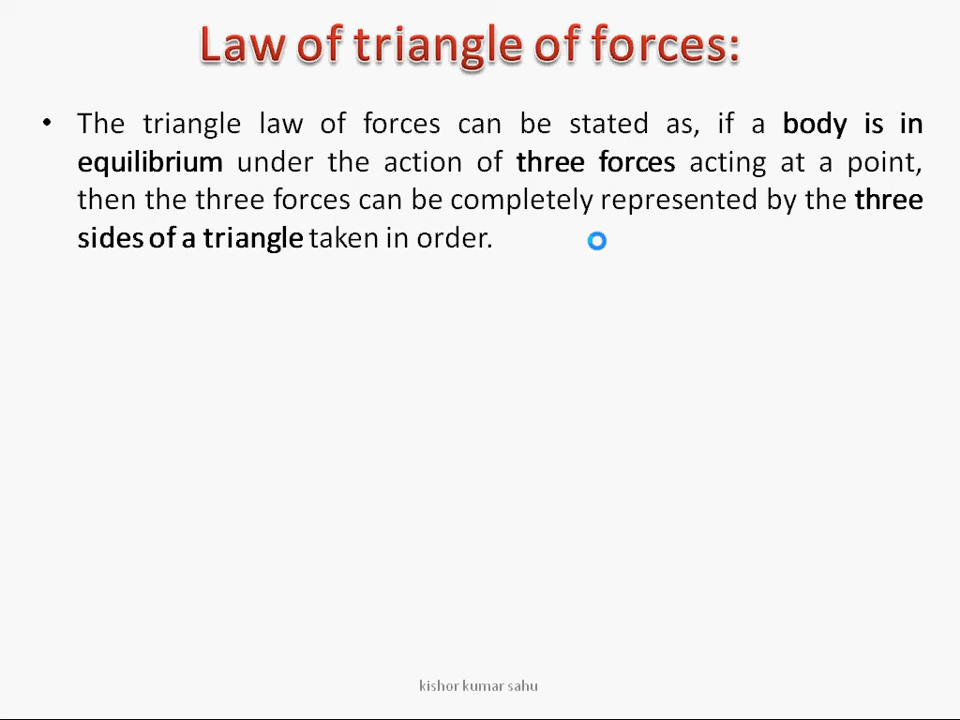 Law of triangle of forces:
• The triangle law of forces can be stated as, if a body is in
equilibrium under the action of three forces acting at a point,
then the three forces can be completely represented by the three
sides of a triangle taken in order.
kishor kumar sahu